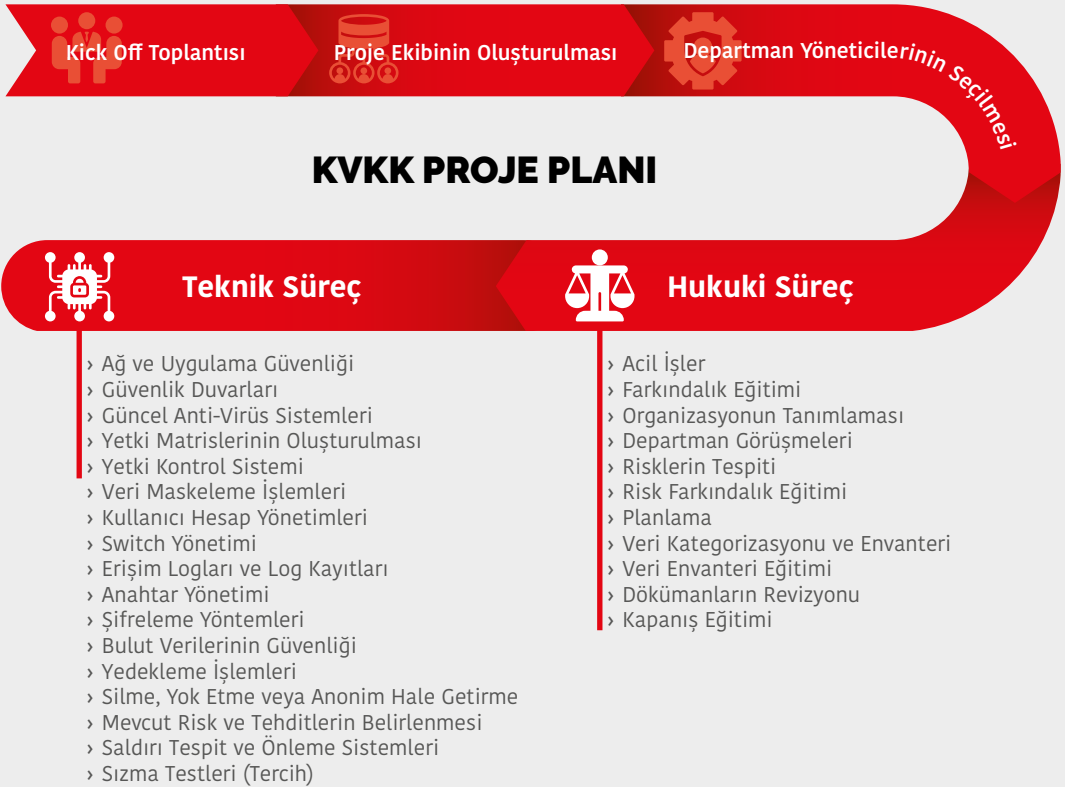 Kick Off Toplantısı
Proje Ekibinin Oluşturulması
Departman Yöneticilerinin Seçilmesi
KVKK PROJE PLANI
Hukuki Süreç
› Acil İşler
› Farkındalık Eğitimi
› Organizasyonun Tanımlaması
› Departman Görüşmeleri
› Risklerin Tespiti
› Risk Farkındalık Eğitimi
› Planlama
› Veri Kategorizasyonu ve Envanteri
› Veri Envanteri Eğitimi
› Dökümanların Revizyonu
› Kapanış Eğitimi
Teknik Süreç
› Ağ ve Uygulama Güvenliği
› Güvenlik Duvarları
› Güncel Anti-Virüs Sistemleri
› Yetki Matrislerinin Oluşturulması
› Yetki Kontrol Sistemi
› Veri Maskeleme İşlemleri
› Kullanıcı Hesap Yönetimleri
› Switch Yönetimi
› Erişim Logları ve Log Kayıtları
› Anahtar Yönetimi
› Şifreleme Yöntemleri
› Bulut Verilerinin Güvenliği
› Yedekleme İşlemleri
› Silme, Yok Etme veya Anonim Hale Getirme
› Mevcut Risk ve Tehditlerin Belirlenmesi
› Saldırı Tespit ve Önleme Sistemleri
› Sızma Testleri (Tercih)